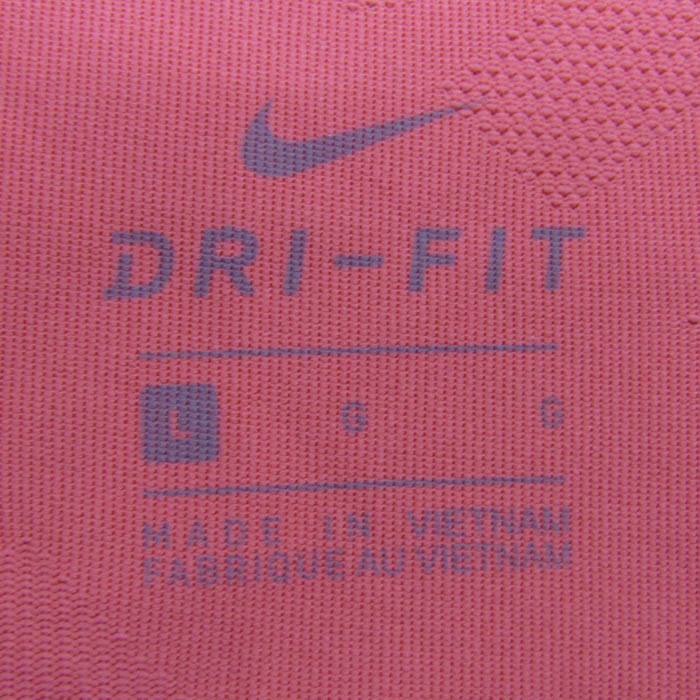 DRI-FIT
L G G
MADE IN VIETNAM
FABRIQUE AU VIETNAM